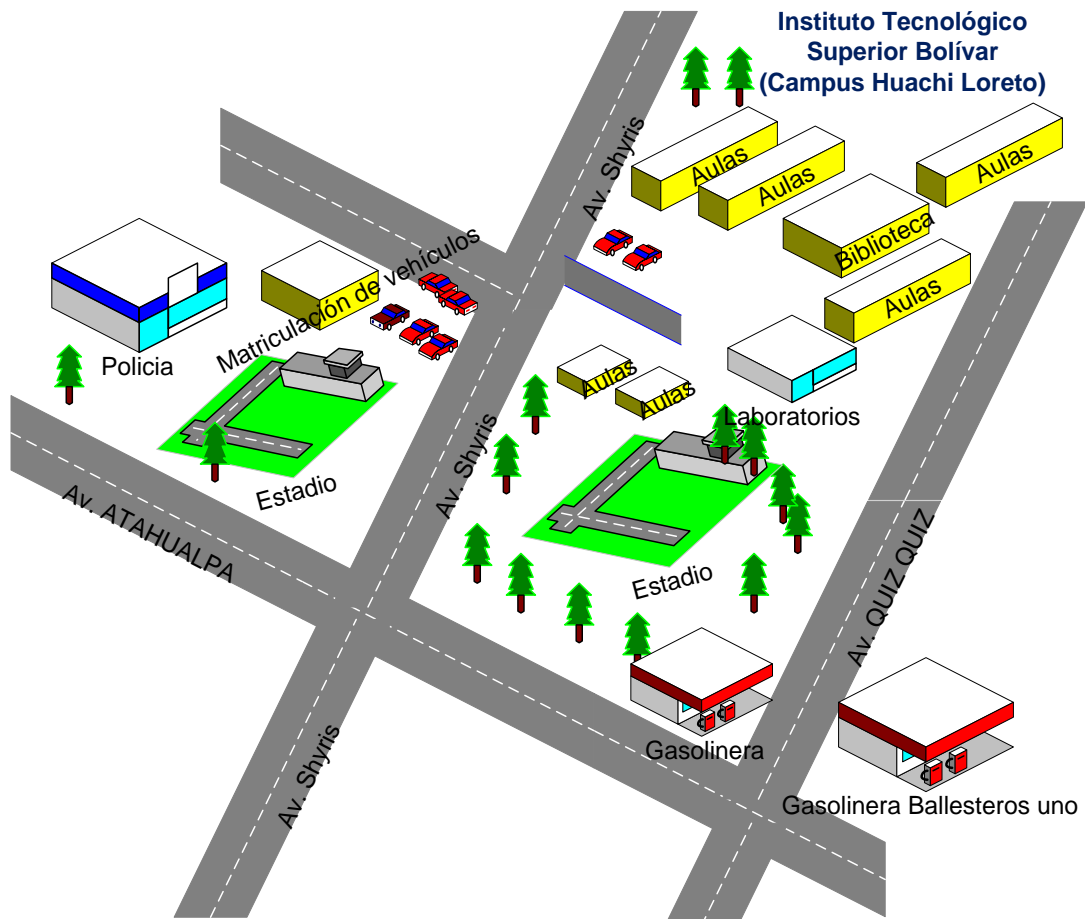 Instituto Tecnológico
Superior Bolívar
(Campus Huachi Loreto)
Av. Shyris
Aulas
Aulas
Aulas
Biblioteca
Aulas
Matriculación de vehículos
Policia
Aulas
Aulas
Laboratorios
Av. Shyris
Estadio
Av. ATAHUALPA
Estadio
Av. QUIZ QUIZ
Av. Shyris
Gasolinera
Gasolinera Ballesteros uno